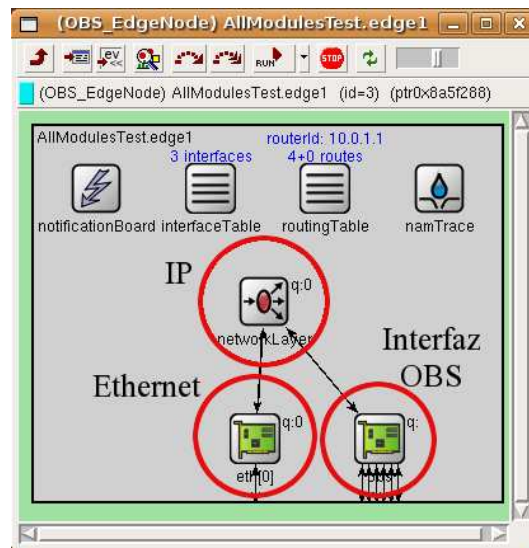 (OBS_EdgeNode) AllModulesTest.edge1
ev
<<
RUN
STOP
(OBS_EdgeNode) AllModulesTest.edge1 (id=3) (ptr0x8a5f288)
AllModulesTest.edge1
routerId: 10.0.1.1
3 interfaces
4+0 routes
notificationBoard
interfaceTable
routingTable
namTrace
IP
q:0
networkLayer
Interfaz
OBS
Ethernet
q:0
q:
eth[0]